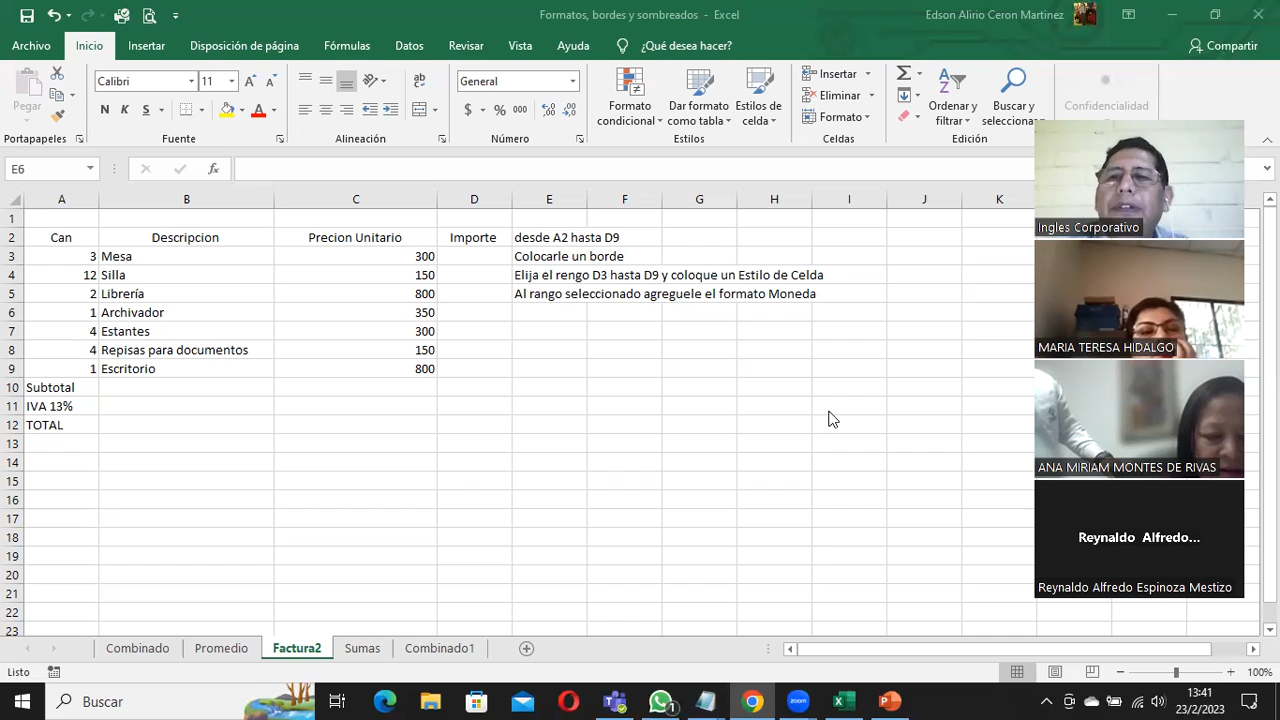 Formatos, bordes y sombreados - Excel
Edson Alirio Ceron Martinez
Archivo Inicio Insertar Disposición de página Fórmulas Datos Revisar Vista Ayuda ¿Qué desea hacer? Compartir
Pegar
Calibri 11
N K S
General
$ % 000
Formato condicional
Dar formato como tabla
Estilos de celda
Insertar
Eliminar
Formato
Ordenar y filtrar
Buscar y seleccionar
Confidencialidad
Portapapeles Fuente Alineación Número Estilos Celdas Edición
E6 fx
A B C D E F G H I J K
1
2 Can Descripcion Precion Unitario Importe desde A2 hasta D9
3 3 Mesa 300 Colocarle un borde
4 12 Silla 150 Elija el rengo D3 hasta D9 y coloque un Estilo de Celda
5 2 Librería 800 Al rango seleccionado agreguele el formato Moneda
6 1 Archivador 350
7 4 Estantes 300
8 4 Repisas para documentos 150
9 1 Escritorio 800
10 Subtotal
11 IVA 13%
12 TOTAL
13
14
15
16
17
18
19
20
21
22
23
Ingles Corporativo
MARIA TERESA HIDALGO
ANA MIRIAM MONTES DE RIVAS
Reynaldo Alfredo...
Reynaldo Alfredo Espinoza Mestizo
Combinado Promedio Factura2 Sumas Combinado1
Listo 100%
Buscar
13:41
23/2/2023